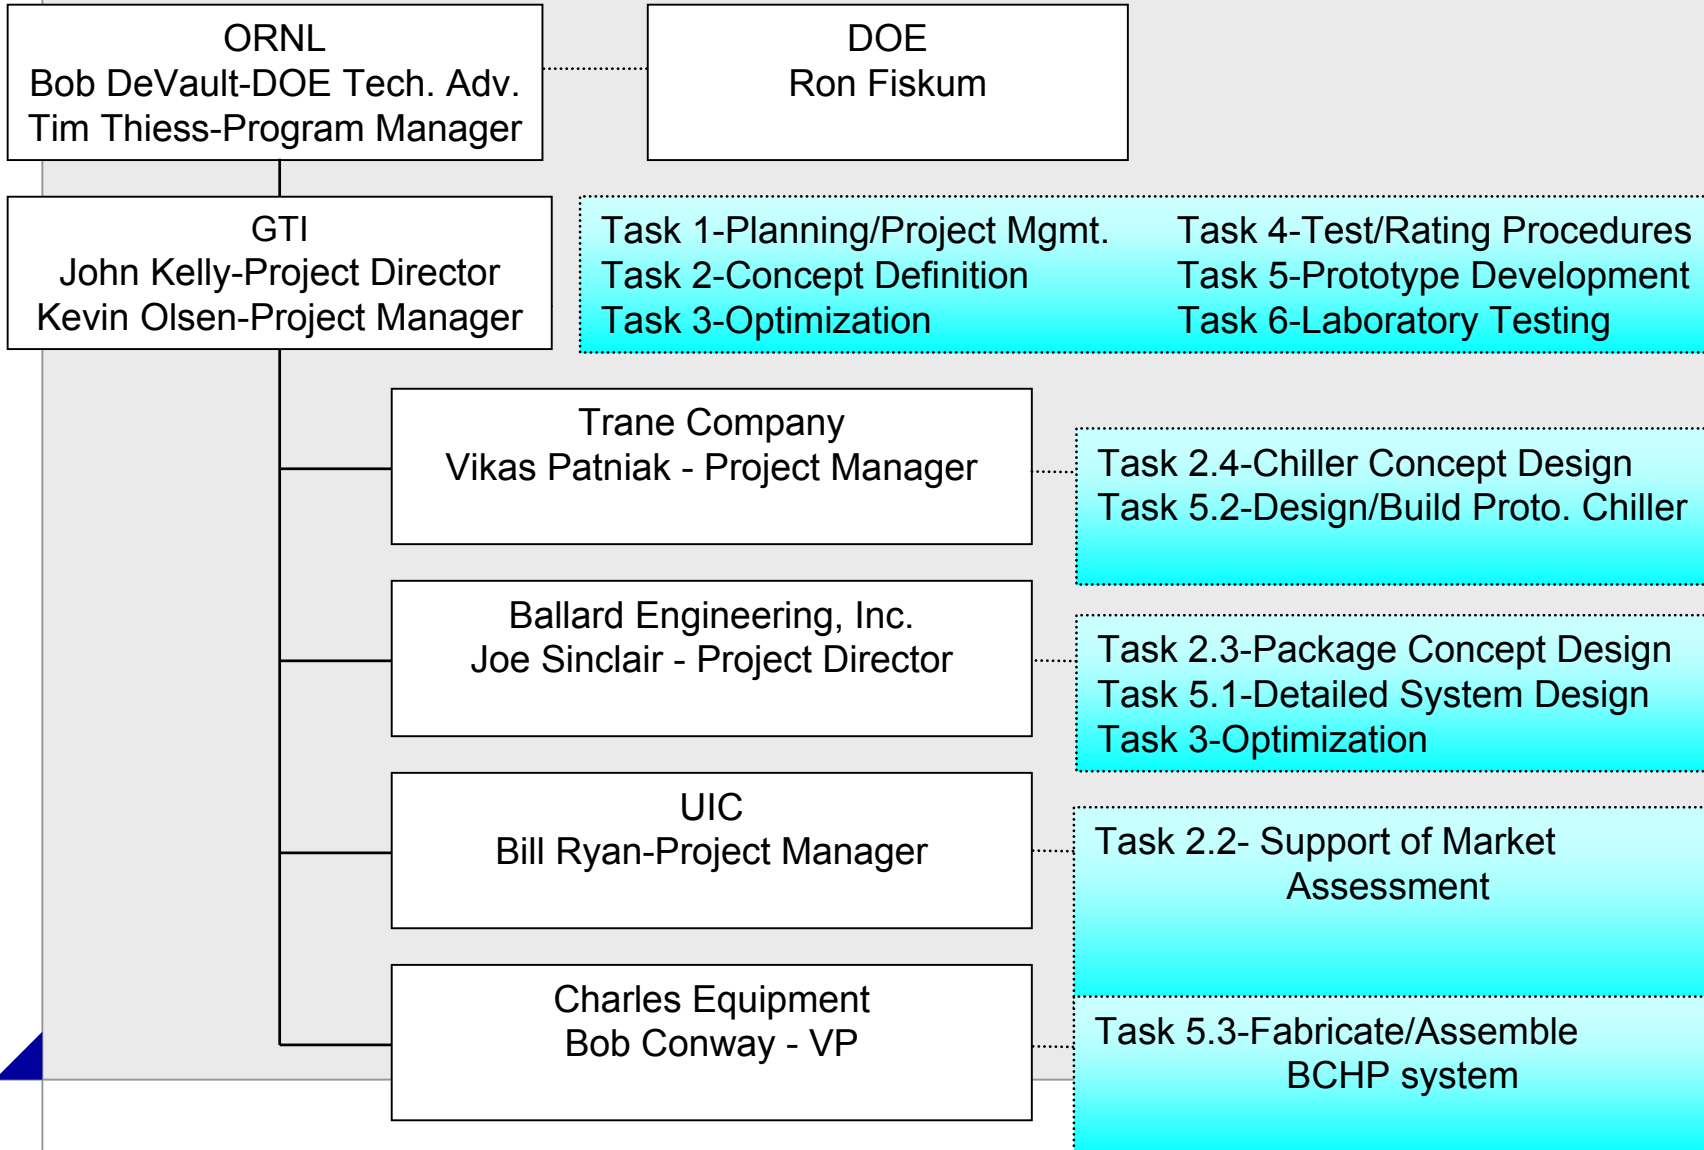 ORNL
Bob DeVault-DOE Tech. Adv.
Tim Thiess-Program Manager
DOE
Ron Fiskum
GTI
John Kelly-Project Director
Kevin Olsen-Project Manager
Task 1-Planning/Project Mgmt.
Task 2-Concept Definition
Task 3-Optimization
Task 4-Test/Rating Procedures
Task 5-Prototype Development
Task 6-Laboratory Testing
Trane Company
Vikas Patniak - Project Manager
Task 2.4-Chiller Concept Design
Task 5.2-Design/Build Proto. Chiller
Ballard Engineering, Inc.
Joe Sinclair - Project Director
Task 2.3-Package Concept Design
Task 5.1-Detailed System Design
Task 3-Optimization
UIC
Bill Ryan-Project Manager
Task 2.2- Support of Market
Assessment
Charles Equipment
Bob Conway - VP
Task 5.3-Fabricate/Assemble
BCHP system